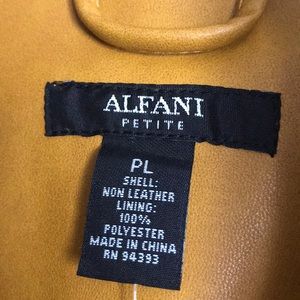 ALFANI
PETITE
PL
SHELL:
NON LEATHER
LINING:
100%
POLYESTER
MADE IN CHINA
RN 94393